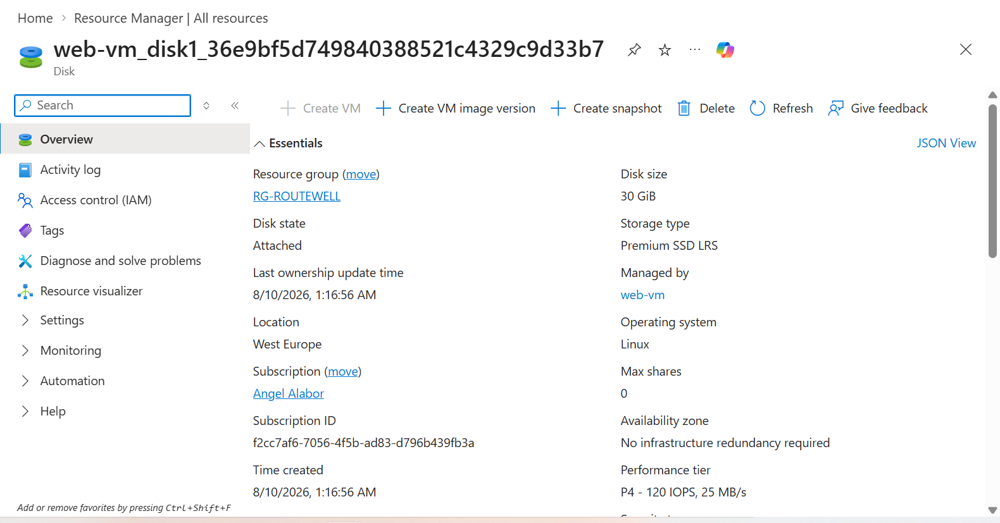 Home > Resource Manager | All resources
web-vm_disk1_36e9bf5d749840388521c4329c9d33b7
Disk
Search
Create VM
Create VM image version
Create snapshot
Delete
Refresh
Give feedback
Overview
Activity log
Access control (IAM)
Tags
Diagnose and solve problems
Resource visualizer
Settings
Monitoring
Automation
Help
Add or remove favorites by pressing Ctrl+Shift+F
Essentials
JSON View
Resource group (move)
RG-ROUTEWELL
Disk state
Attached
Last ownership update time
8/10/2026, 1:16:56 AM
Location
West Europe
Subscription (move)
Angel Alabor
Subscription ID
f2cc7af6-7056-4f5b-ad83-d796b439fb3a
Time created
8/10/2026, 1:16:56 AM
Disk size
30 GiB
Storage type
Premium SSD LRS
Managed by
web-vm
Operating system
Linux
Max shares
0
Availability zone
No infrastructure redundancy required
Performance tier
P4 - 120 IOPS, 25 MB/s